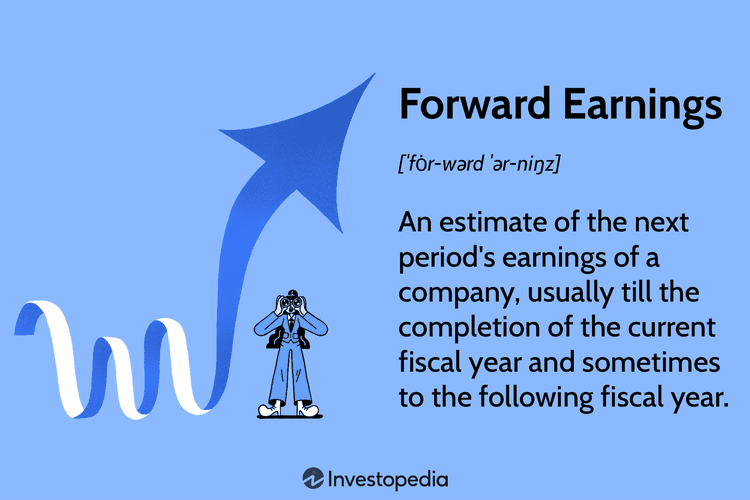 Forward Earnings
[ˈfȯr-wərd ˈər-niŋz]
An estimate of the next
period's earnings of a
company, usually till the
completion of the current
fiscal year and sometimes
to the following fiscal year.
Investopedia